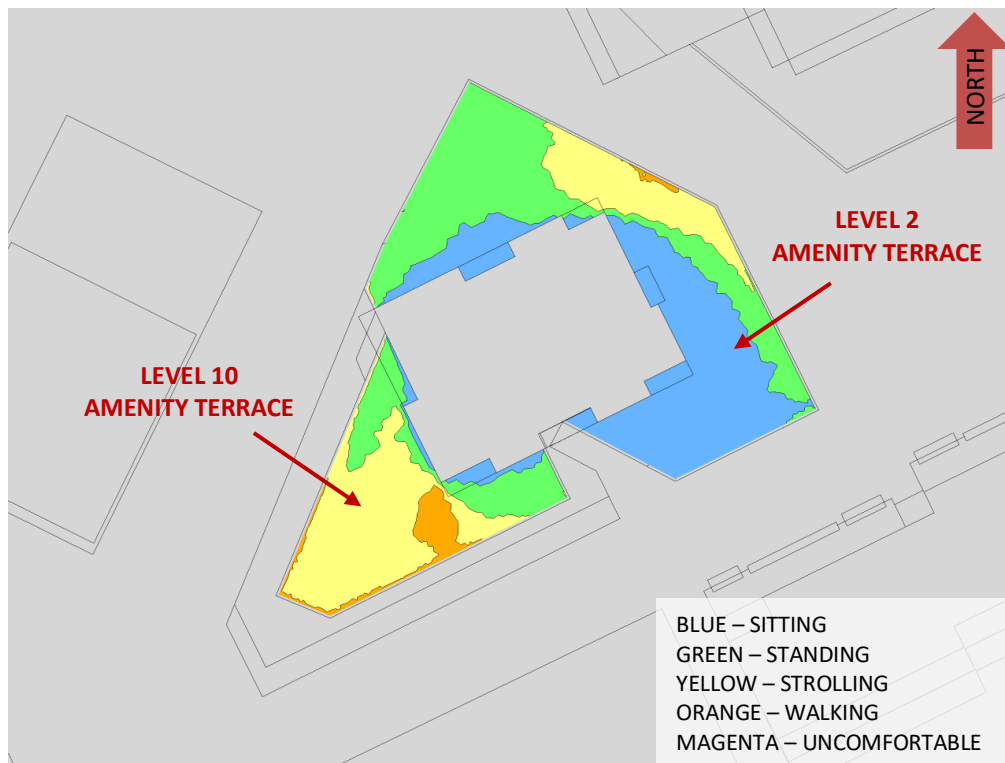 NORTH
LEVEL 2
AMENITY TERRACE
LEVEL 10
AMENITY TERRACE
BLUE – SITTING
GREEN – STANDING
YELLOW – STROLLING
ORANGE – WALKING
MAGENTA – UNCOMFORTABLE